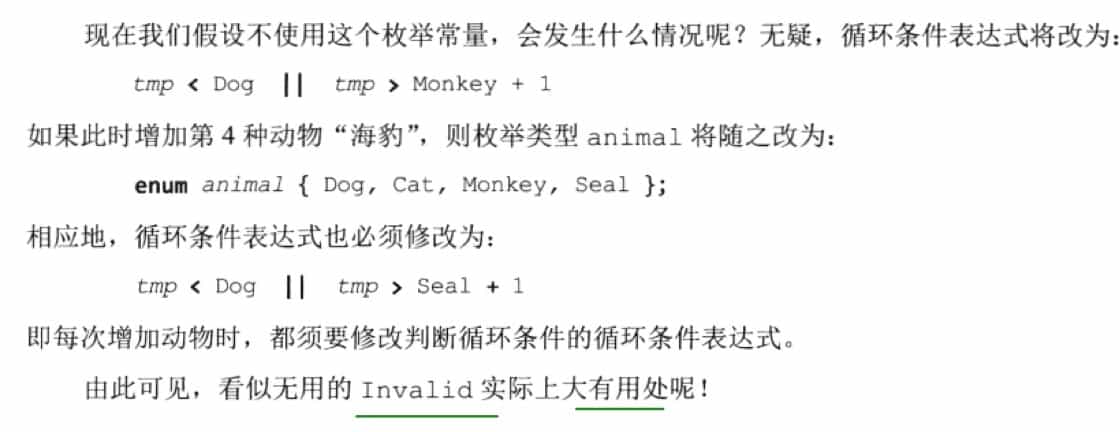 现在我们假设不使用这个枚举常量，会发生什么情况呢？无疑，循环条件表达式将改为：
tmp < Dog || tmp > Monkey + 1
如果此时增加第 4 种动物“海豹”，则枚举类型 animal 将随之改为：
enum animal { Dog, Cat, Monkey, Seal };
相应地，循环条件表达式也必须修改为：
tmp < Dog || tmp > Seal + 1
即每次增加动物时，都须要修改判断循环条件的循环条件表达式。
由此可见，看似无用的 Invalid 实际上大有用处呢！